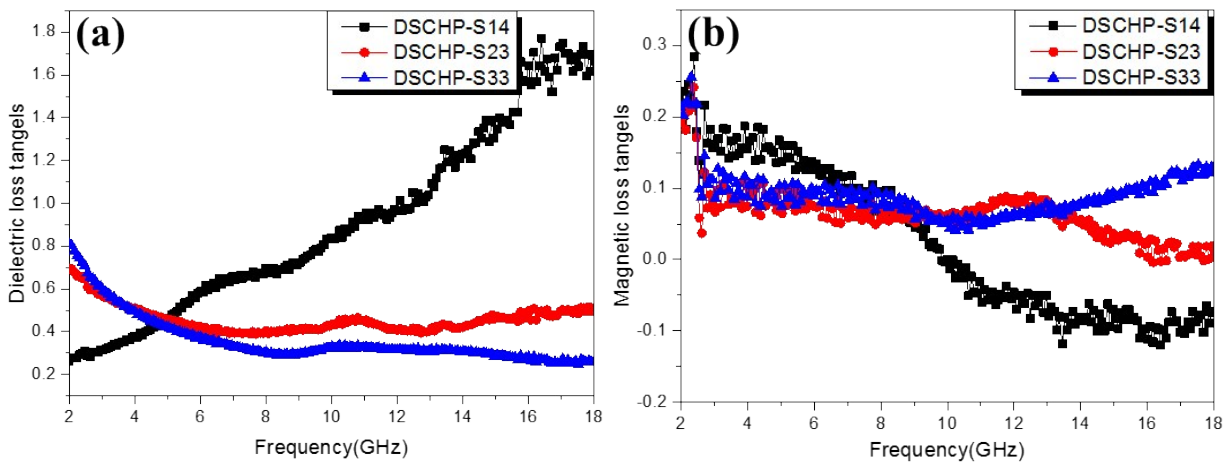 (a)
DSCHP-S14
DSCHP-S23
DSCHP-S33
Dielectric loss tangels
1.8
1.6
1.4
1.2
1.0
0.8
0.6
0.4
0.2
2 4 6 8 10 12 14 16 18
Frequency(GHz)
(b)
DSCHP-S14
DSCHP-S23
DSCHP-S33
Magnetic loss tangels
0.3
0.2
0.1
0.0
-0.1
-0.2
2 4 6 8 10 12 14 16 18
Frequency(GHz)